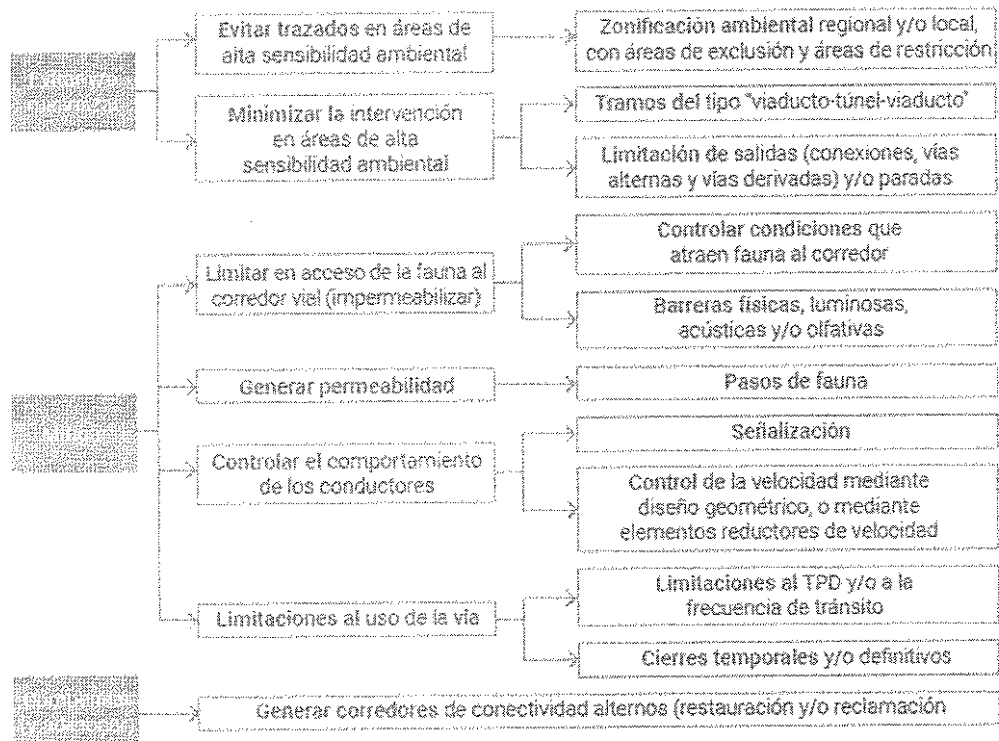 Evitar trazados en áreas de
alta sensibilidad ambiental
Zonificación ambiental regional y/o local,
con áreas de exclusión y áreas de restricción
Minimizar la intervención
en áreas de alta
sensibilidad ambiental
Tramos del tipo "viaducto-túnel-viaducto"
Limitación de salidas (conexiones, vías
alternas y vías derivadas) y/o paradas
Limitar en acceso de la fauna al
corredor vial (impermeabilizar)
Controlar condiciones que
atraen fauna al corredor
Barreras físicas, luminosas,
acústicas y/o olfativas
Generar permeabilidad
Pasos de fauna
Controlar el comportamiento
de los conductores
Señalización
Control de la velocidad mediante
diseño geométrico, o mediante
elementos reductores de velocidad
Limitaciones al uso de la vía
Limitaciones al TPD y/o a la
frecuencia de tránsito
Cierres temporales y/o definitivos
Generar corredores de conectividad alternos (restauración y/o reclamación